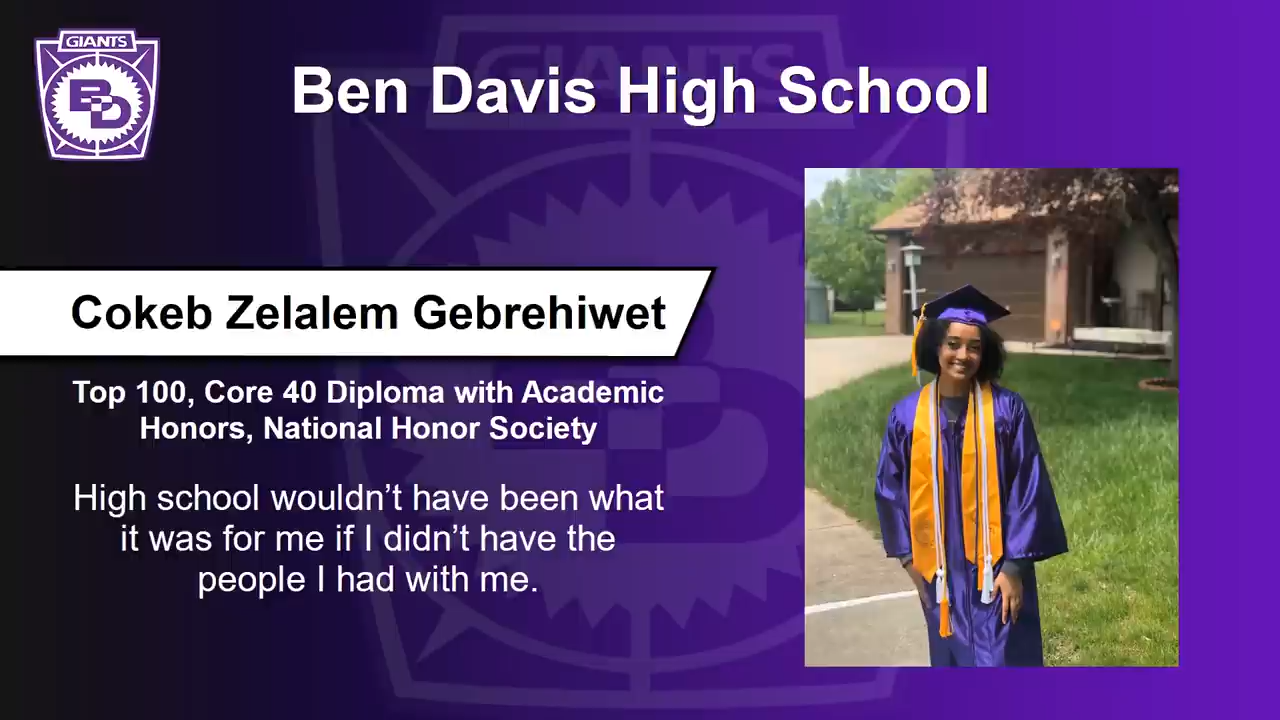 GIANTS
BD
Ben Davis High School
GIANTS
Cokeb Zelalem Gebrehiwet
Top 100, Core 40 Diploma with Academic
Honors, National Honor Society
High school wouldn’t have been what
it was for me if I didn’t have the
people I had with me.